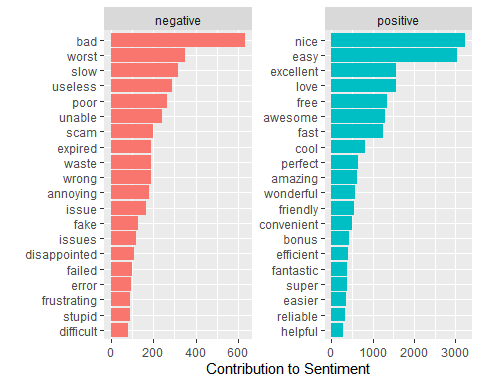 negative
bad
worst
slow
useless
poor
unable
scam
expired
waste
wrong
annoying
issue
fake
issues
disappointed
failed
error
frustrating
stupid
difficult
0 200 400 600
positive
nice
easy
excellent
love
free
awesome
fast
cool
perfect
amazing
wonderful
friendly
convenient
bonus
efficient
fantastic
super
easier
reliable
helpful
0 1000 2000 3000
Contribution to Sentiment